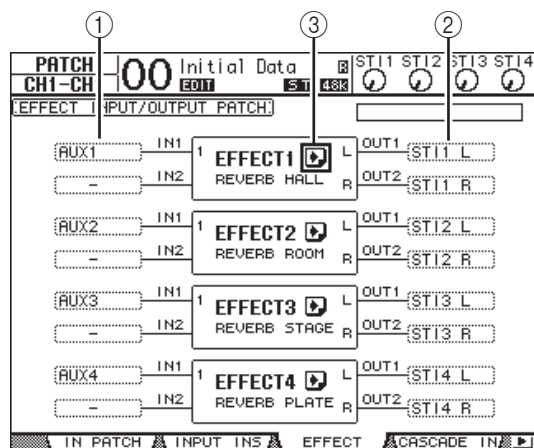 ① ③ ②
PATCH 00 Initial Data R STI1 STI2 STI3 STI4
CH1-CH EDIT ST 48K
EFFECT INPUT/OUTPUT PATCH
AUX1 IN1 1 EFFECT1 L OUT1 STI1 L
- IN2 REVERB HALL R OUT2 STI1 R
AUX2 IN1 1 EFFECT2 L OUT1 STI2 L
- IN2 REVERB ROOM R OUT2 STI2 R
AUX3 IN1 1 EFFECT3 L OUT1 STI3 L
- IN2 REVERB STAGE R OUT2 STI3 R
AUX4 IN1 1 EFFECT4 L OUT1 STI4 L
- IN2 REVERB PLATE R OUT2 STI4 R
IN PATCH INPUT INS EFFECT CASCADE IN